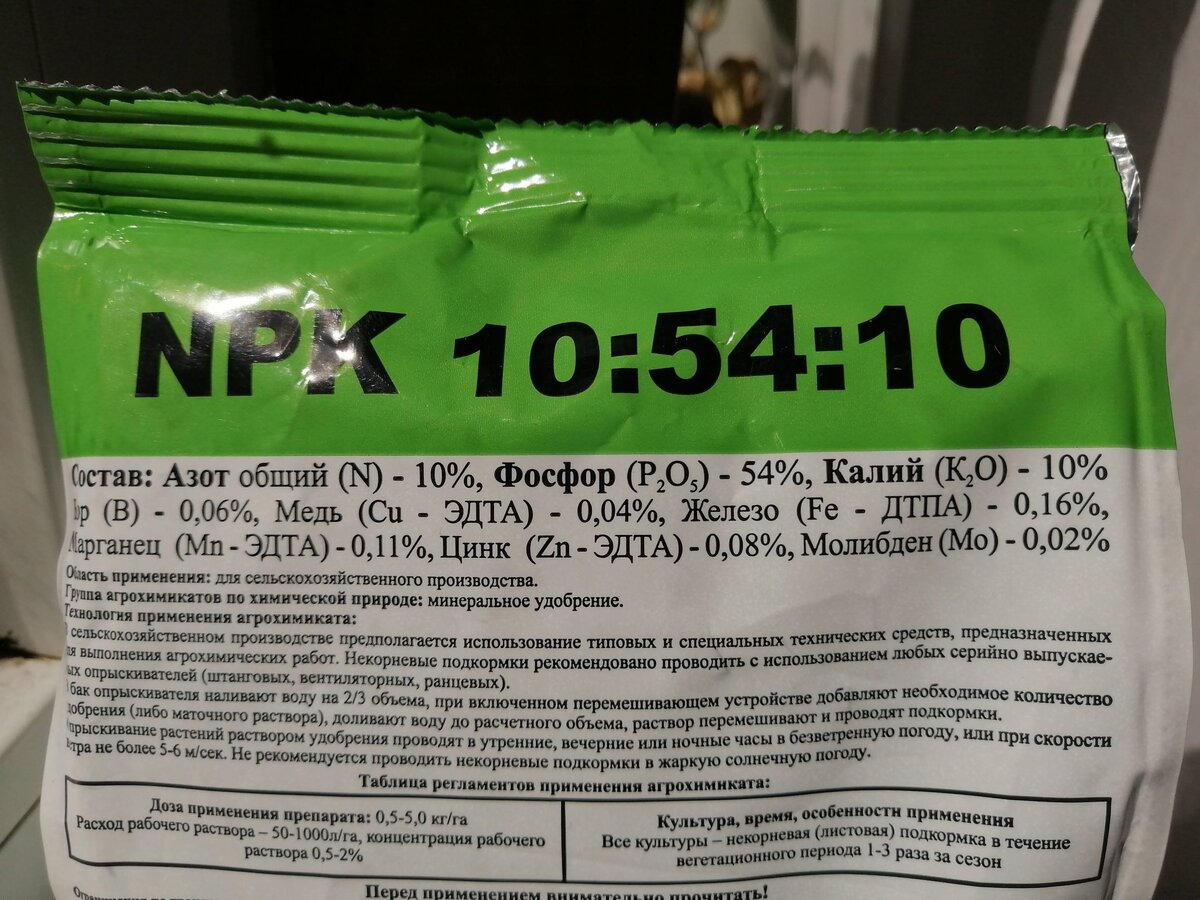 NPK 10:54:10
Состав: Азот общий (N) - 10%, Фосфор (P₂O₅) - 54%, Калий (K₂O) - 10%
Бор (B) - 0,06%, Медь (Cu - ЭДТА) - 0,04%, Железо (Fe - ДТПА) - 0,16%,
Марганец (Mn - ЭДТА) - 0,11%, Цинк (Zn - ЭДТА) - 0,08%, Молибден (Mo) - 0,02%
Область применения: для сельскохозяйственного производства.
Группа агрохимикатов по химической природе: минеральное удобрение.
Технология применения агрохимиката:
сельскохозяйственном производстве предполагается использование типовых и специальных технических средств, предназначенных
выполнения агрохимических работ. Некорневые подкормки рекомендовано проводить с использованием любых серийно выпускае-
ых опрыскивателей (штанговых, вентиляторных, ранцевых).
бак опрыскивателя наливают воду на 2/3 объема, при включенном перемешивающем устройстве добавляют необходимое количество
добрения (либо маточного раствора), доливают воду до расчетного объема, раствор перемешивают и проводят подкормки.
прыскивание растений раствором удобрения проводят в утренние, вечерние или ночные часы в безветренную погоду, или при скорости
тра не более 5-6 м/сек. Не рекомендуется проводить некорневые подкормки в жаркую солнечную погоду.
Таблица регламентов применения агрохимиката:
Доза применения препарата: 0,5-5,0 кг/га
Расход рабочего раствора – 50-1000л/га, концентрация рабочего
раствора 0,5-2%
Культура, время, особенности применения
Все культуры – некорневая (листовая) подкормка в течение
вегетационного периода 1-3 раза за сезон
Перед применением внимательно прочитать!